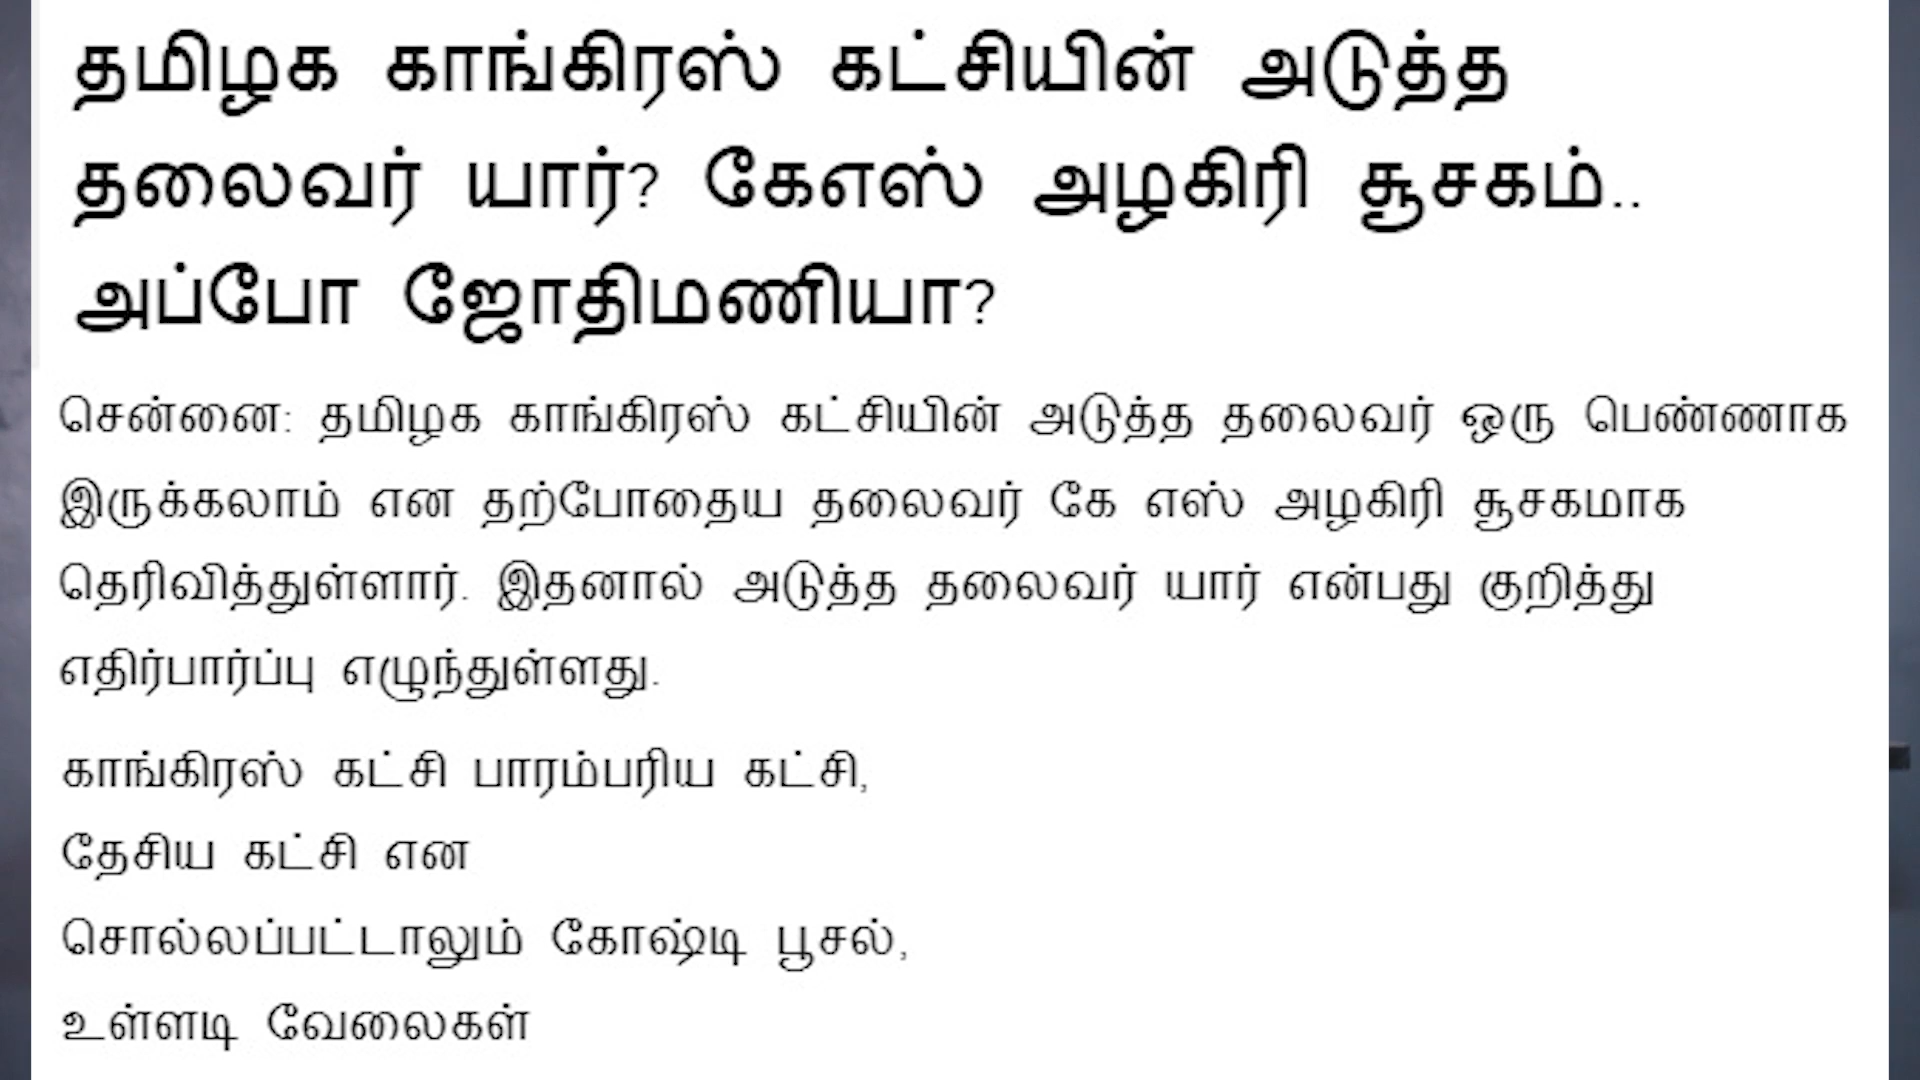 தமிழக காங்கிரஸ் கட்சியின் அடுத்த
தலைவர் யார்? கேஎஸ் அழகிரி சூசகம்..
அப்போ ஜோதிமணியா?
சென்னை: தமிழக காங்கிரஸ் கட்சியின் அடுத்த தலைவர் ஒரு பெண்ணாக
இருக்கலாம் என தற்போதைய தலைவர் கே எஸ் அழகிரி சூசகமாக
தெரிவித்துள்ளார். இதனால் அடுத்த தலைவர் யார் என்பது குறித்து
எதிர்பார்ப்பு எழுந்துள்ளது.
காங்கிரஸ் கட்சி பாரம்பரிய கட்சி,
தேசிய கட்சி என
சொல்லப்பட்டாலும் கோஷ்டி பூசல்,
உள்ளடி வேலைகள்